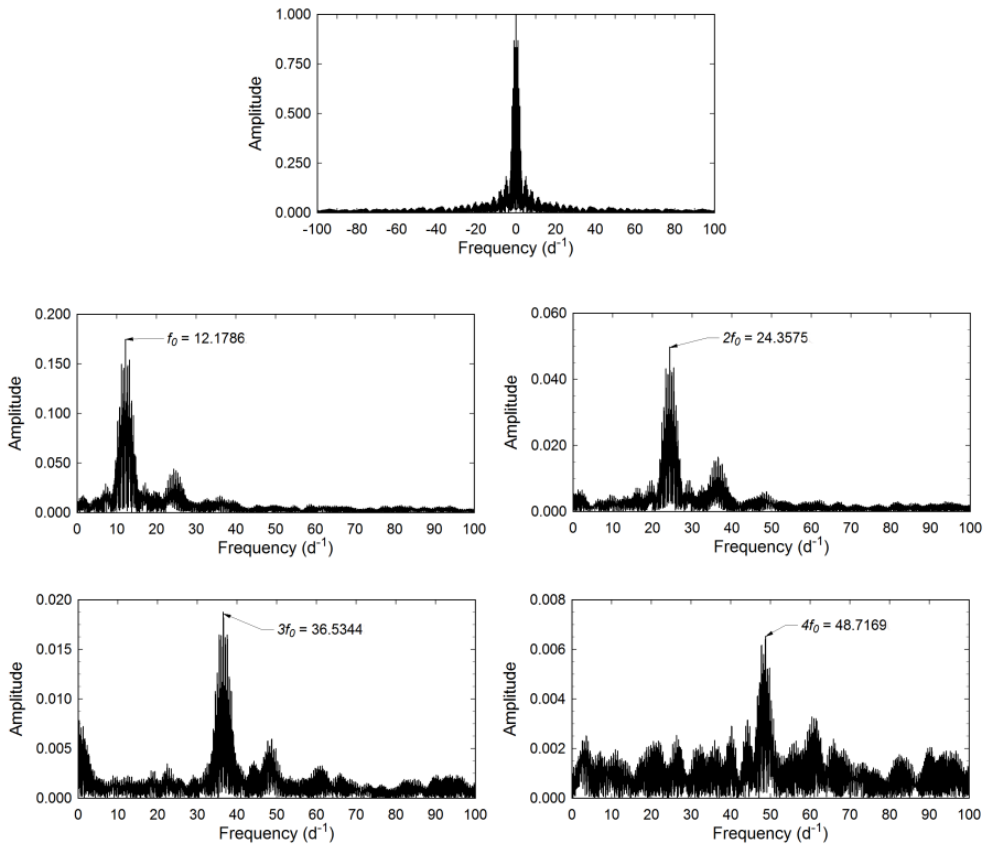 1.000
0.750
0.500
0.250
0.000
Amplitude
-100 -80 -60 -40 -20 0 20 40 60 80 100
Frequency (d⁻¹)
0.200
0.150
0.100
0.050
0.000
Amplitude
f₀ = 12.1786
0 10 20 30 40 50 60 70 80 90 100
Frequency (d⁻¹)
0.060
0.040
0.020
0.000
Amplitude
2f₀ = 24.3575
0 10 20 30 40 50 60 70 80 90 100
Frequency (d⁻¹)
0.020
0.015
0.010
0.005
0.000
Amplitude
3f₀ = 36.5344
0 10 20 30 40 50 60 70 80 90 100
Frequency (d⁻¹)
0.008
0.006
0.004
0.002
0.000
Amplitude
4f₀ = 48.7169
0 10 20 30 40 50 60 70 80 90 100
Frequency (d⁻¹)